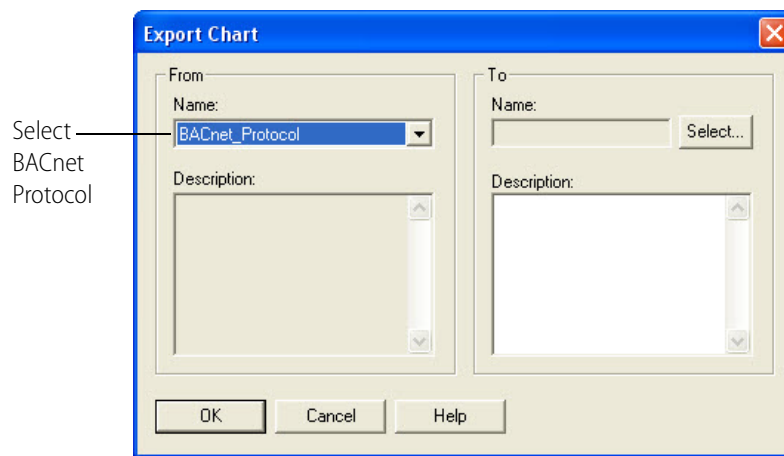 Export Chart
Select
BACnet
Protocol
From
Name:
BACnet_Protocol
Description:
To
Name:
Select...
Description:
OK
Cancel
Help